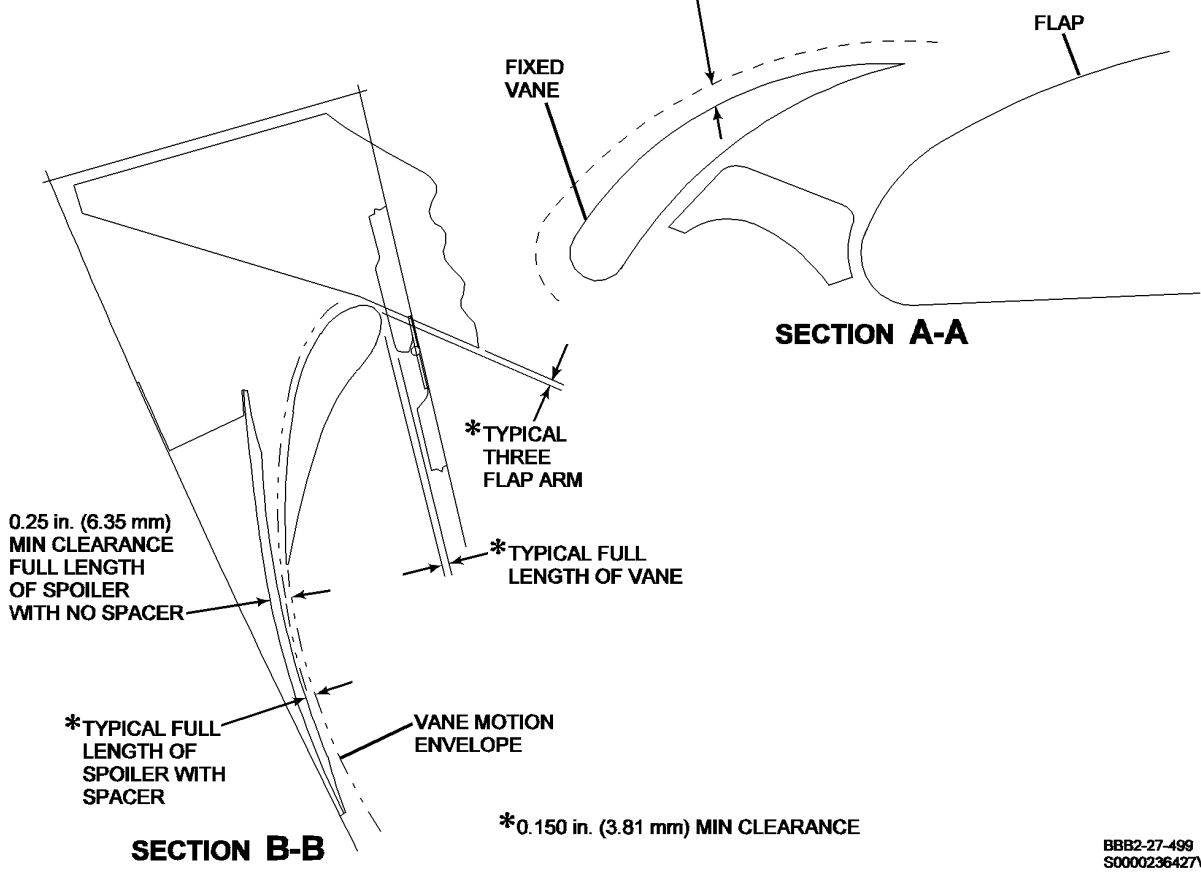 FLAP
FIXED
VANE
SECTION A-A
*TYPICAL
THREE
FLAP ARM
0.25 in. (6.35 mm)
MIN CLEARANCE
FULL LENGTH
OF SPOILER
WITH NO SPACER
*TYPICAL FULL
LENGTH OF VANE
*TYPICAL FULL
LENGTH OF
SPOILER WITH
SPACER
VANE MOTION
ENVELOPE
*0.150 in. (3.81 mm) MIN CLEARANCE
SECTION B-B
BBB2-27-499
S0000236427V